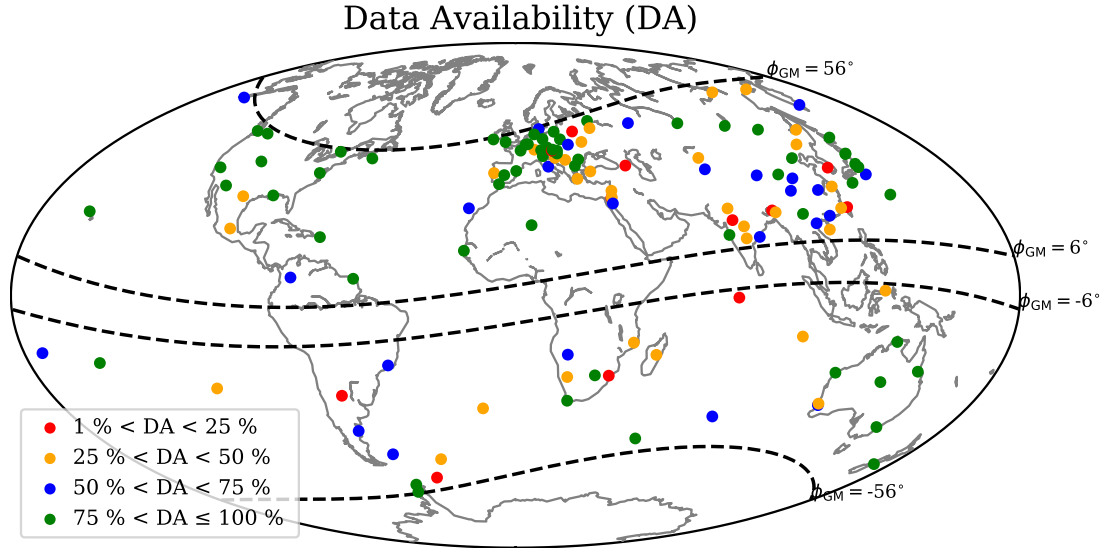 Data Availability (DA)
ϕGM = 56°
ϕGM = 6°
ϕGM = -6°
1 % < DA < 25 %
25 % < DA < 50 %
50 % < DA < 75 %
75 % < DA ≤ 100 %
ϕGM = -56°